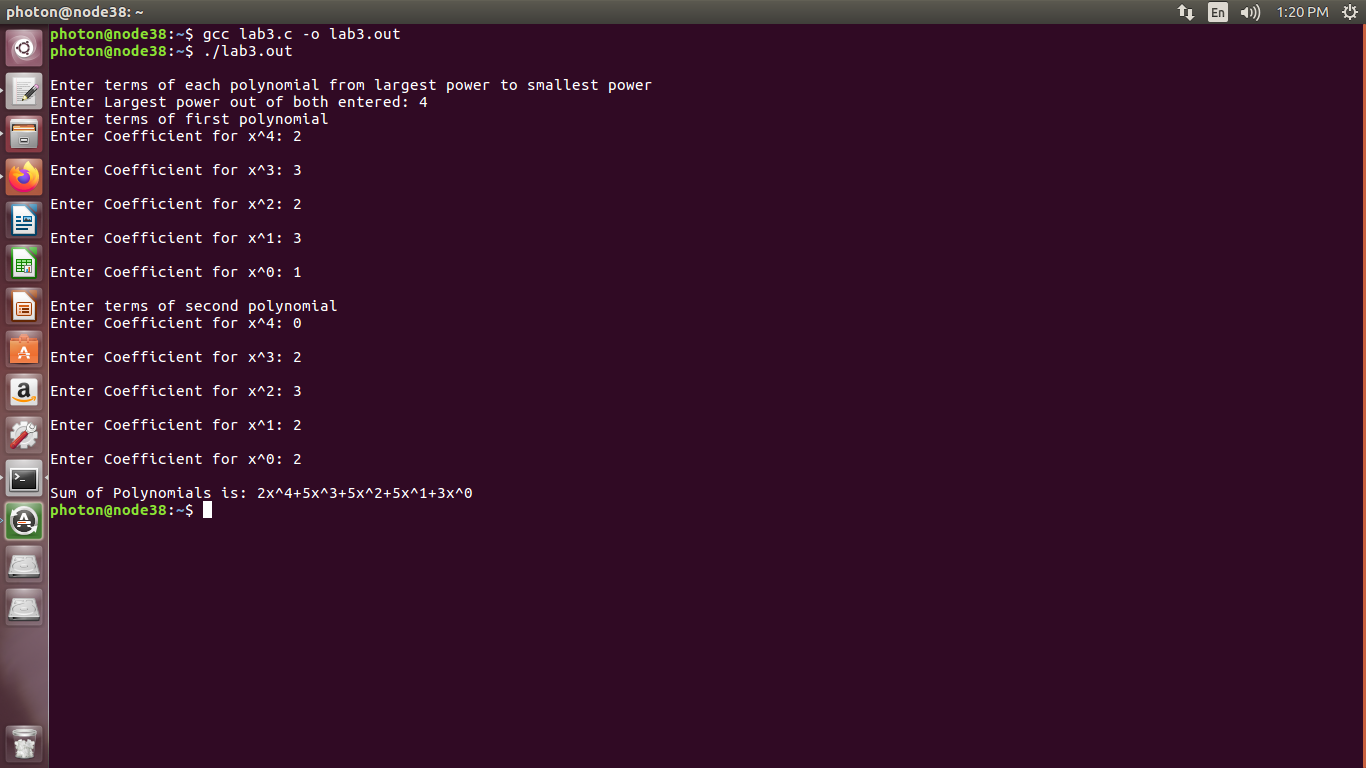 photon@node38: ~
En
1:20 PM
photon@node38:~$ gcc lab3.c -o lab3.out
photon@node38:~$ ./lab3.out
Enter terms of each polynomial from largest power to smallest power
Enter Largest power out of both entered: 4
Enter terms of first polynomial
Enter Coefficient for x^4: 2
Enter Coefficient for x^3: 3
Enter Coefficient for x^2: 2
Enter Coefficient for x^1: 3
Enter Coefficient for x^0: 1
Enter terms of second polynomial
Enter Coefficient for x^4: 0
Enter Coefficient for x^3: 2
Enter Coefficient for x^2: 3
Enter Coefficient for x^1: 2
Enter Coefficient for x^0: 2
Sum of Polynomials is: 2x^4+5x^3+5x^2+5x^1+3x^0
photon@node38:~$